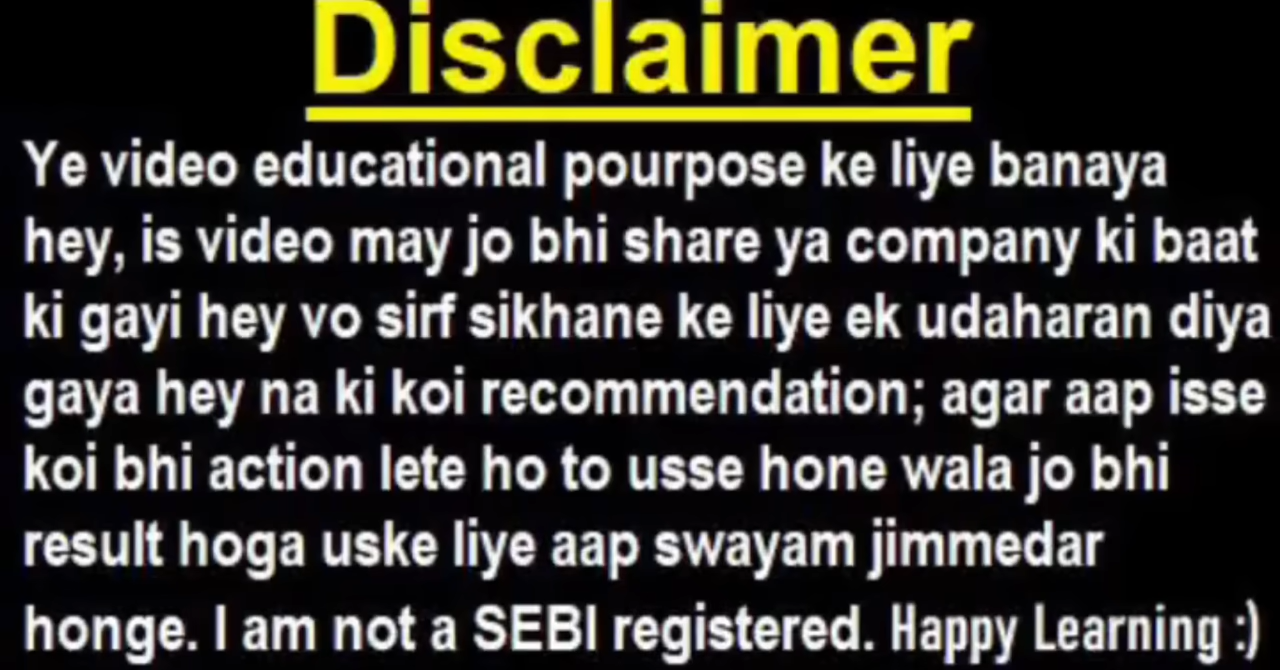 Disclaimer
Ye video educational pourpose ke liye banaya
hey, is video may jo bhi share ya company ki baat
ki gayi hey vo sirf sikhane ke liye ek udaharan diya
gaya hey na ki koi recommendation; agar aap isse
koi bhi action lete ho to usse hone wala jo bhi
result hoga uske liye aap swayam jimmedar
honge. I am not a SEBI registered. Happy Learning :)